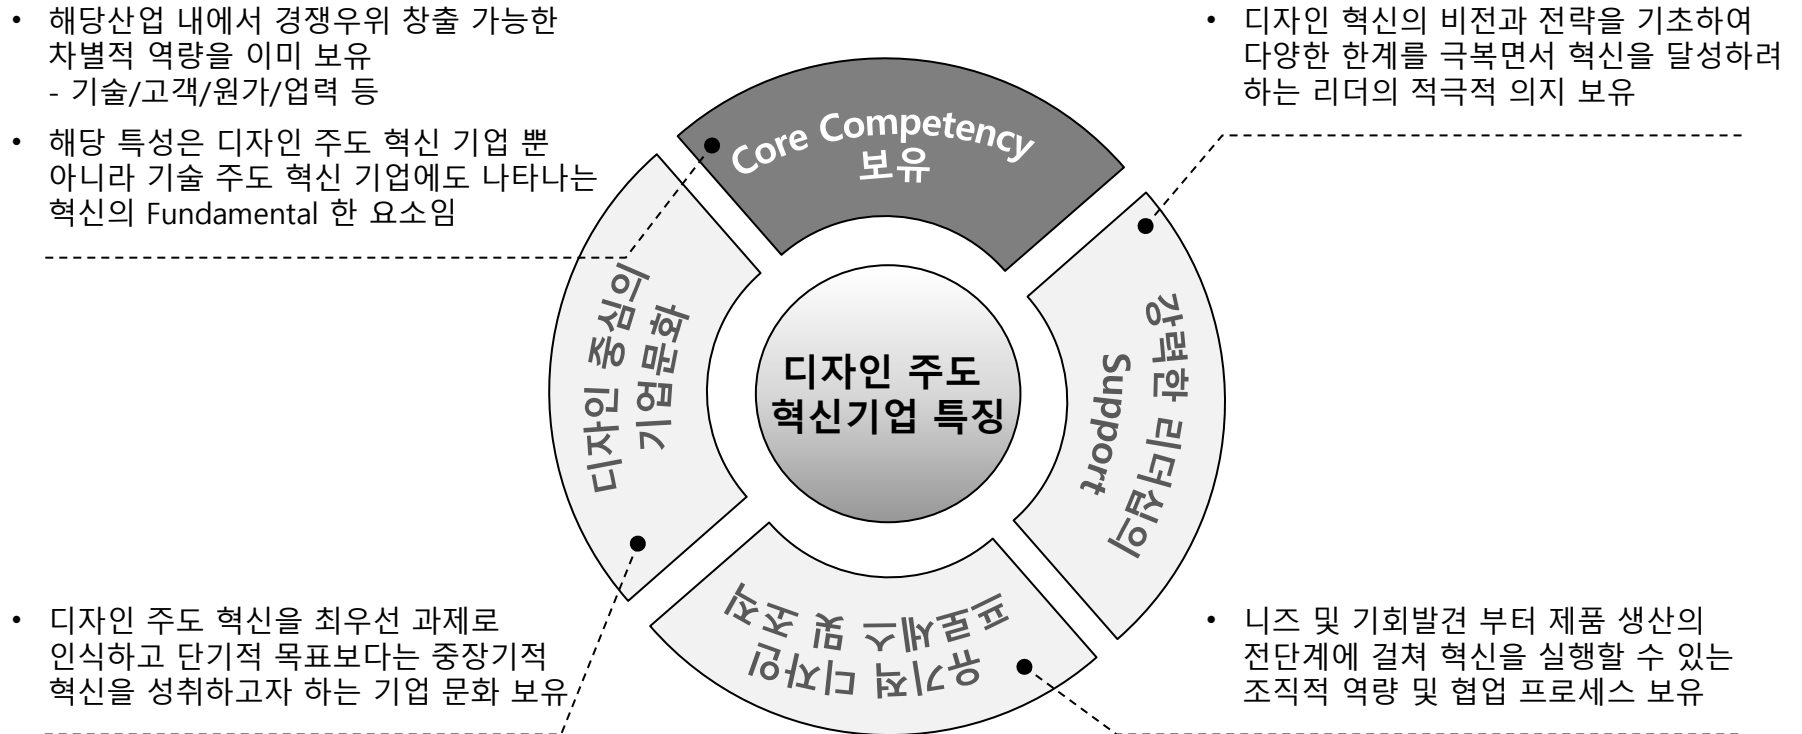 • 해당산업 내에서 경쟁우위 창출 가능한
차별적 역량을 이미 보유
- 기술/고객/원가/업력 등
• 해당 특성은 디자인 주도 혁신 기업 뿐
아니라 기술 주도 혁신 기업에도 나타나는
혁신의 Fundamental 한 요소임
• 디자인 혁신의 비전과 전략을 기초하여
다양한 한계를 극복면서 혁신을 달성하려
하는 리더의 적극적 의지 보유
Core Competency
보유
디자인 중심의
기업문화
디자인 주도
혁신기업 특징
강력한 리더십의
Support
유기적 디자인
프로세스 및 조직
• 디자인 주도 혁신을 최우선 과제로
인식하고 단기적 목표보다는 중장기적
혁신을 성취하고자 하는 기업 문화 보유
• 니즈 및 기회발견 부터 제품 생산의
전단계에 걸쳐 혁신을 실행할 수 있는
조직적 역량 및 협업 프로세스 보유